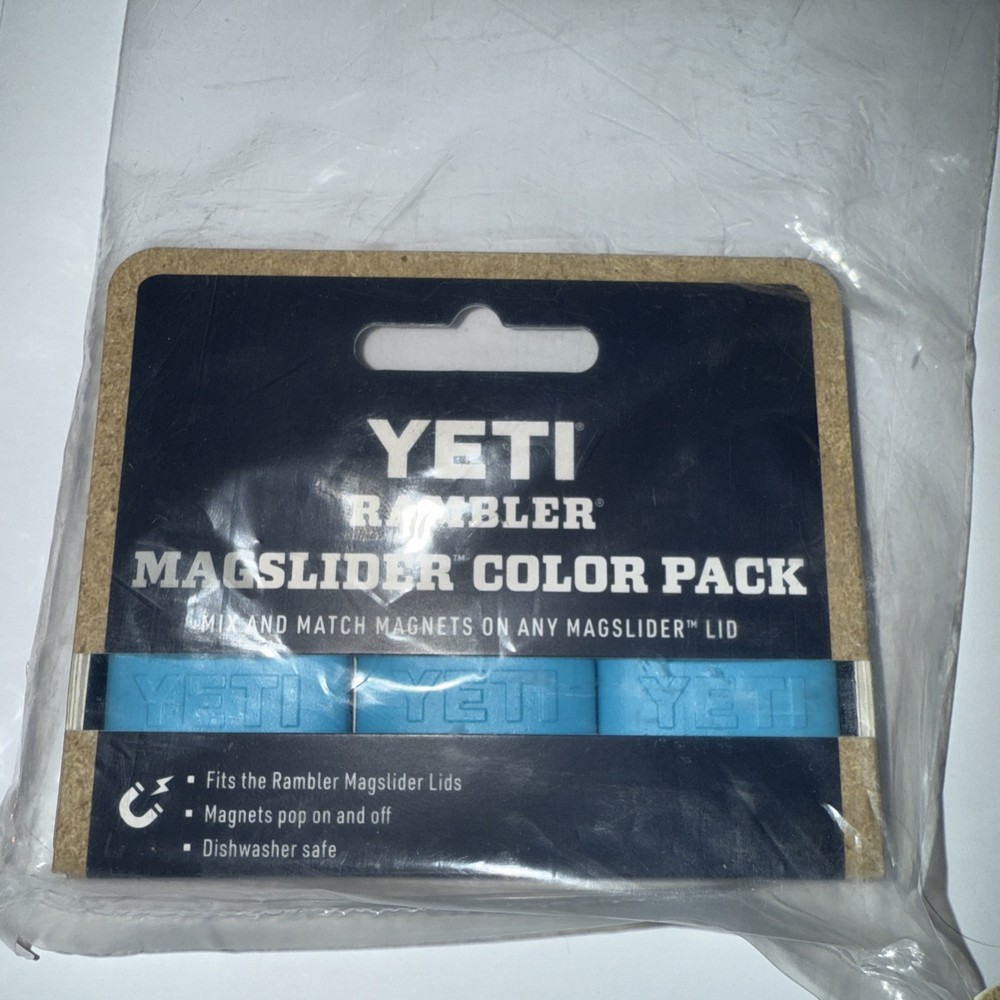 YETI®
RAMBLER®
MAGSLIDER™ COLOR PACK
MIX AND MATCH MAGNETS ON ANY MAGSLIDER™ LID
YETI YETI YETI
▪ Fits the Rambler Magslider Lids
▪ Magnets pop on and off
▪ Dishwasher safe